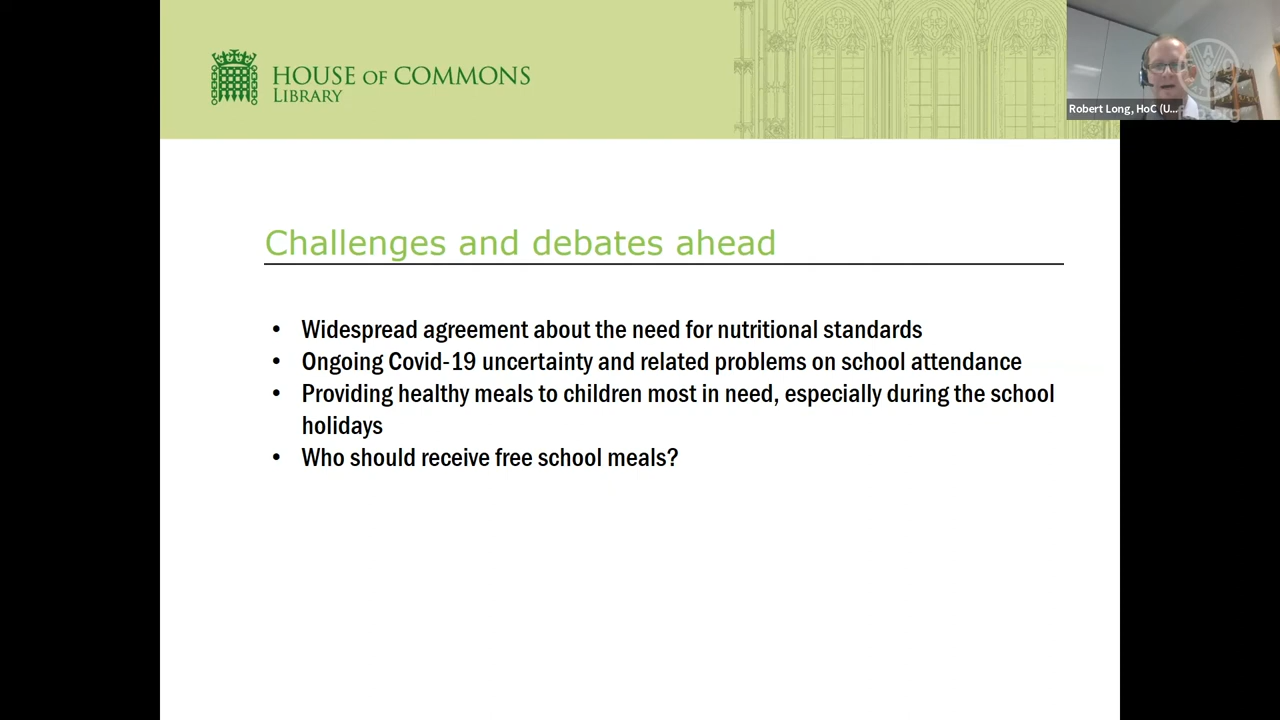 HOUSE OF COMMONS
LIBRARY
Robert Long, HoC (U...
Challenges and debates ahead
• Widespread agreement about the need for nutritional standards
• Ongoing Covid-19 uncertainty and related problems on school attendance
• Providing healthy meals to children most in need, especially during the school
holidays
• Who should receive free school meals?